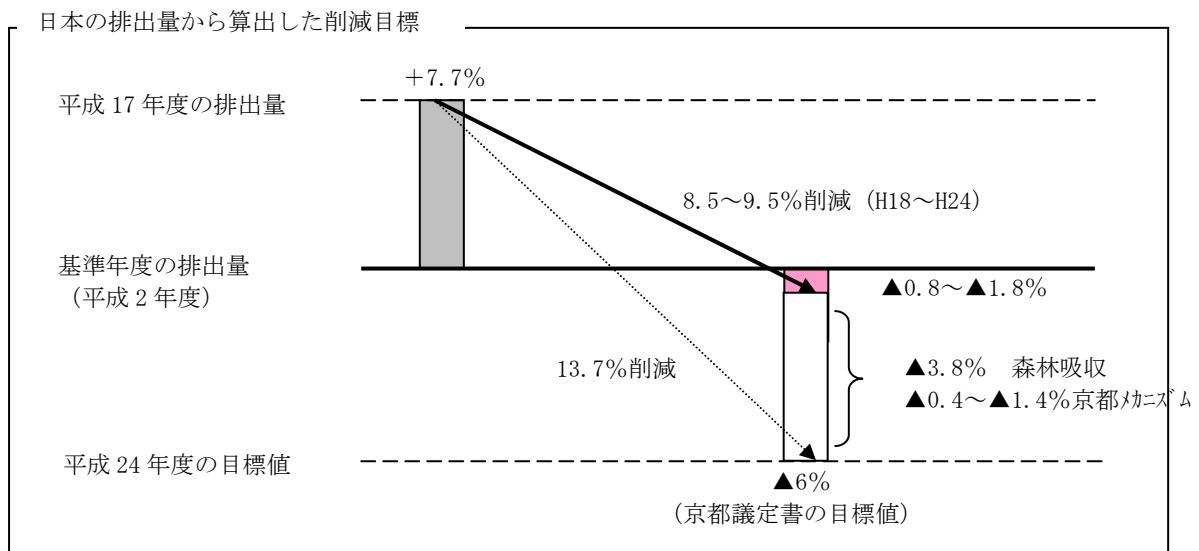 日本の排出量から算出した削減目標
+7.7%
平成 17 年度の排出量
8.5~9.5%削減（H18~H24）
基準年度の排出量
（平成 2 年度）
▲0.8~▲1.8%
13.7%削減
▲3.8%　森林吸収
▲0.4~▲1.4%京都ﾒｶﾆｽﾞﾑ
平成 24 年度の目標値
▲6%
（京都議定書の目標値）